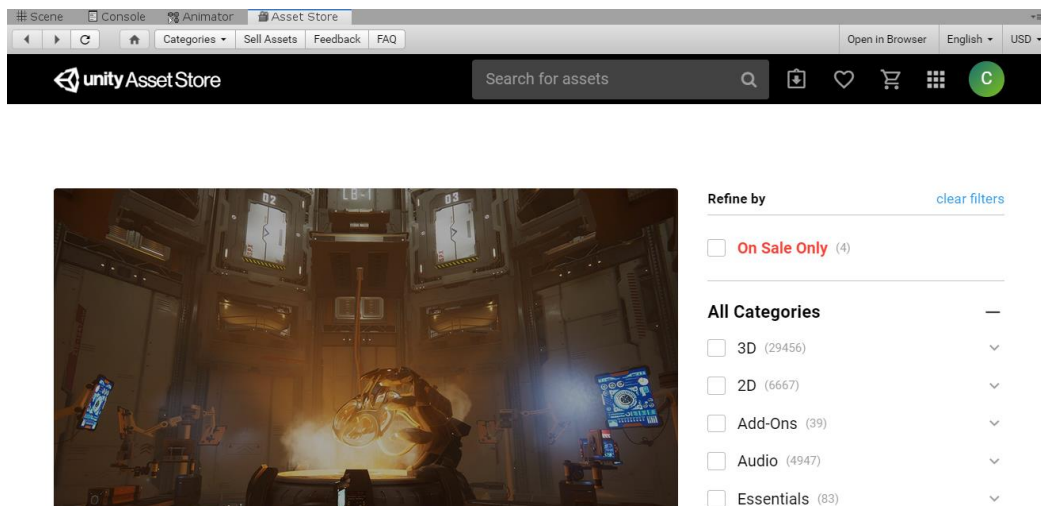 Scene Console Animator Asset Store
Categories Sell Assets Feedback FAQ Open in Browser English USD
unity Asset Store Search for assets C
02 LB-1 03
Refine by clear filters
On Sale Only (4)
All Categories
3D (29456)
2D (6667)
Add-Ons (39)
Audio (4947)
Essentials (83)